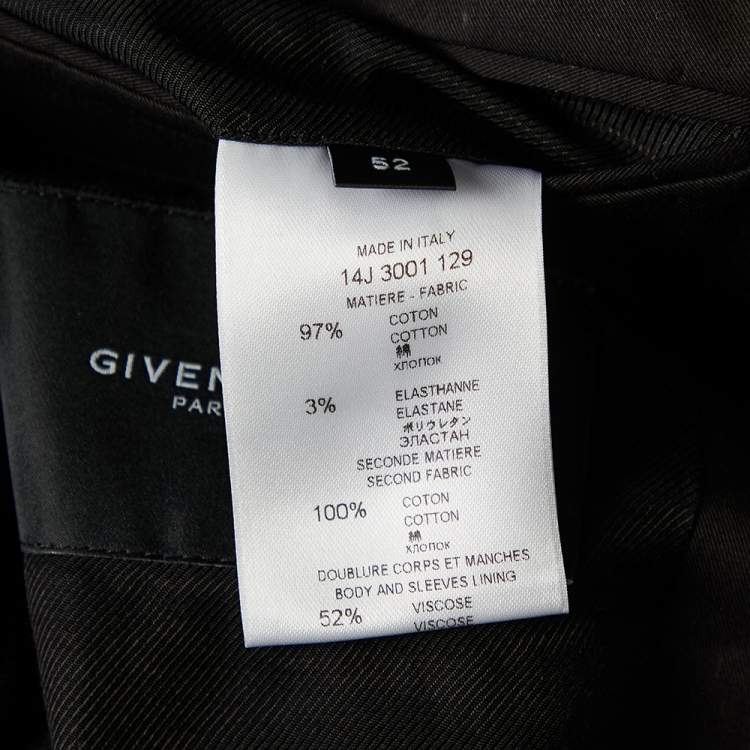 52
MADE IN ITALY
14J 3001 129
MATIERE - FABRIC
97% COTON
COTTON
綿
ХЛОПОК
3% ELASTHANNE
ELASTANE
ポリウレタン
ЭЛАСТАН
SECONDE MATIERE
SECOND FABRIC
100% COTON
COTTON
綿
ХЛОПОК
DOUBLURE CORPS ET MANCHES
BODY AND SLEEVES LINING
52% VISCOSE
VISCOSE
GIVEN
PAR